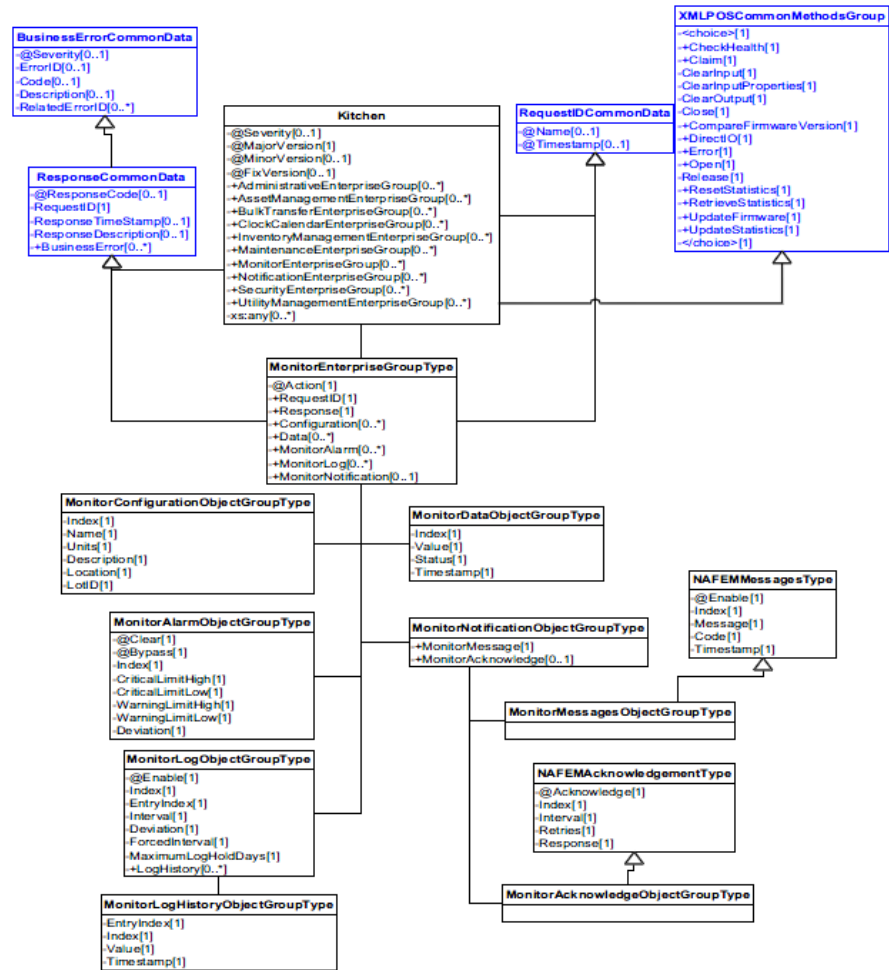 BusinessErrorCommonData
-@Severity[0..1]
-ErrorID[0..1]
-Code[0..1]
-Description[0..1]
-RelatedErrorID[0..*]
ResponseCommonData
-@ResponseCode[0..1]
-RequestID[1]
-ResponseTimeStamp[0..1]
-ResponseDescription[0..1]
-+BusinessError[0..*]
Kitchen
-@Severity[0..1]
-@MajorVersion[1]
-@MinorVersion[0..1]
-@FixVersion[0..1]
-+AdministrativeEnterpriseGroup[0..*]
-+AssetManagementEnterpriseGroup[0..*]
-+BulkTransferEnterpriseGroup[0..*]
-+ClockCalendarEnterpriseGroup[0..*]
-+InventoryManagementEnterpriseGroup[0..*]
-+MaintenanceEnterpriseGroup[0..*]
-+MonitorEnterpriseGroup[0..*]
-+NotificationEnterpriseGroup[0..*]
-+SecurityEnterpriseGroup[0..*]
-+UtilityManagementEnterpriseGroup[0..*]
-xs:any[0..*]
RequestIDCommonData
-@Name[0..1]
-@Timestamp[0..1]
XMLPOSCommonMethodsGroup
-<choice>[1]
-+CheckHealth[1]
-+Claim[1]
-ClearInput[1]
-ClearInputProperties[1]
-ClearOutput[1]
-Close[1]
-+CompareFirmwareVersion[1]
-+DirectIO[1]
-+Error[1]
-+Open[1]
-Release[1]
-+ResetStatistics[1]
-+RetrieveStatistics[1]
-+UpdateFirmware[1]
-+UpdateStatistics[1]
-</choice>[1]
MonitorEnterpriseGroupType
-@Action[1]
-+RequestID[1]
-+Response[1]
-+Configuration[0..*]
-+Data[0..*]
-+MonitorAlarm[0..*]
-+MonitorLog[0..*]
-+MonitorNotification[0..1]
MonitorConfigurationObjectGroupType
-Index[1]
-Name[1]
-Units[1]
-Description[1]
-Location[1]
-LotID[1]
MonitorDataObjectGroupType
-Index[1]
-Value[1]
-Status[1]
-Timestamp[1]
NAFEMMessagesType
-@Enable[1]
-Index[1]
-Message[1]
-Code[1]
-Timestamp[1]
MonitorAlarmObjectGroupType
-@Clear[1]
-@Bypass[1]
-Index[1]
-CriticalLimitHigh[1]
-CriticalLimitLow[1]
-WarningLimitHigh[1]
-WarningLimitLow[1]
-Deviation[1]
MonitorNotificationObjectGroupType
-+MonitorMessage[1]
-+MonitorAcknowledge[0..1]
MonitorMessagesObjectGroupType
MonitorLogObjectGroupType
-@Enable[1]
-Index[1]
-EntryIndex[1]
-Interval[1]
-Deviation[1]
-ForcedInterval[1]
-MaximumLogHoldDays[1]
-+LogHistory[0..*]
NAFEMAcknowledgementType
-@Acknowledge[1]
-Index[1]
-Interval[1]
-Retries[1]
-Response[1]
MonitorAcknowledgeObjectGroupType
MonitorLogHistoryObjectGroupType
-EntryIndex[1]
-Index[1]
-Value[1]
-Timestamp[1]